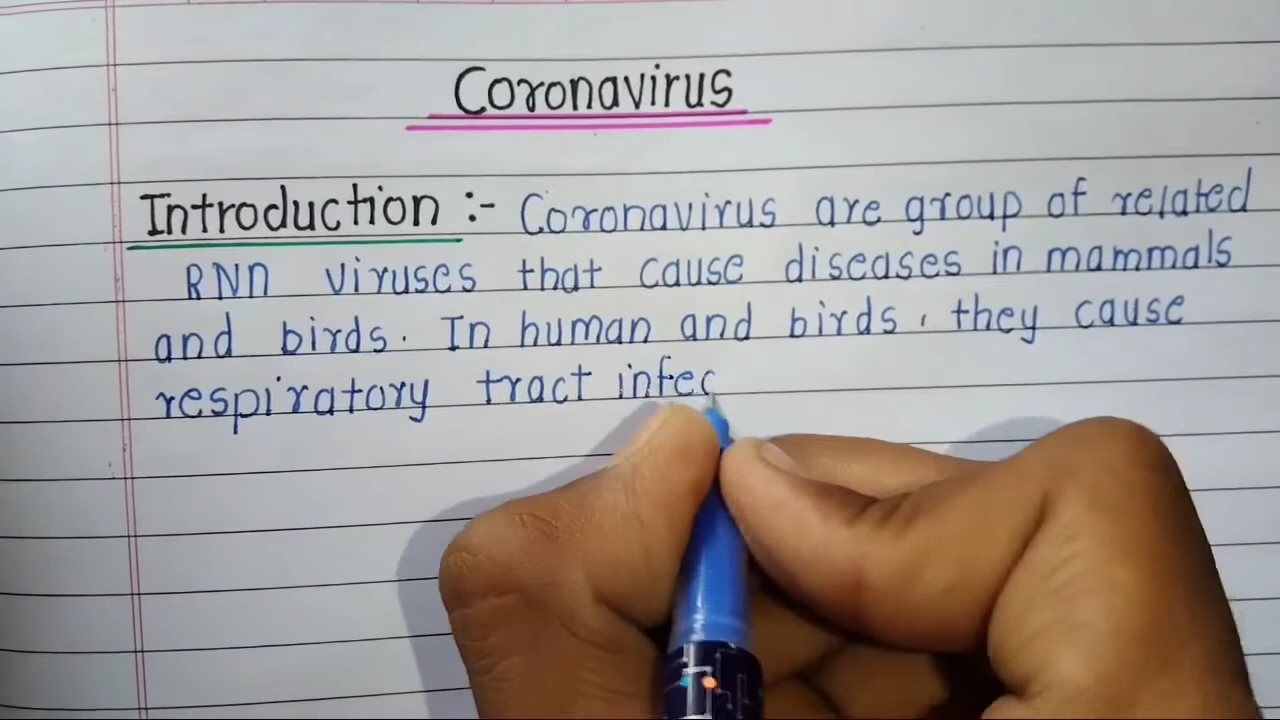 Coronavirus
Introduction :- Coronavirus are group of related
RNA viruses that cause diseases in mammals
and birds. In human and birds, they cause
respiratory tract infec